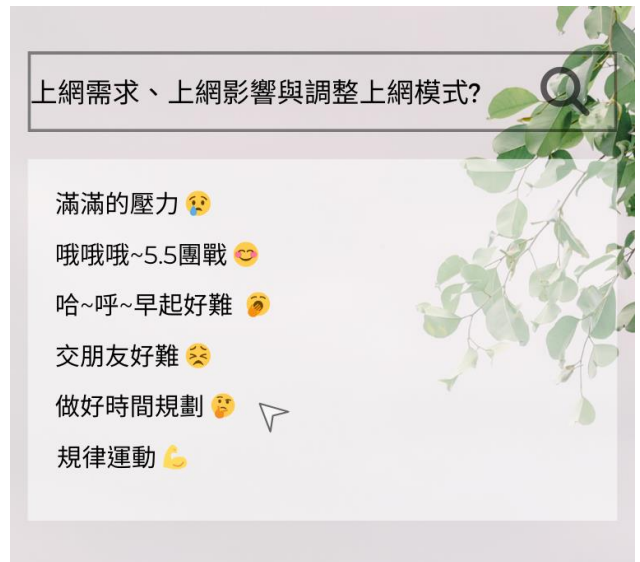 上網需求、上網影響與調整上網模式?
滿滿的壓力😢
哦哦哦~5.5團戰😊
哈~呼~早起好難 🥱
交朋友好難😣
做好時間規劃🤔
規律運動💪